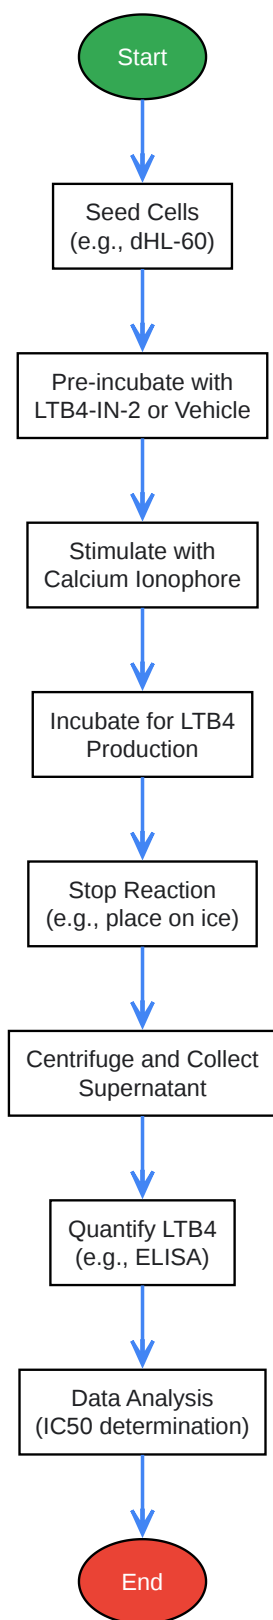 Start
Seed Cells
(e.g., dHL-60)
Pre-incubate with
LTB4-IN-2 or Vehicle
Stimulate with
Calcium Ionophore
Incubate for LTB4
Production
Stop Reaction
(e.g., place on ice)
Centrifuge and Collect
Supernatant
Quantify LTB4
(e.g., ELISA)
Data Analysis
(IC50 determination)
End